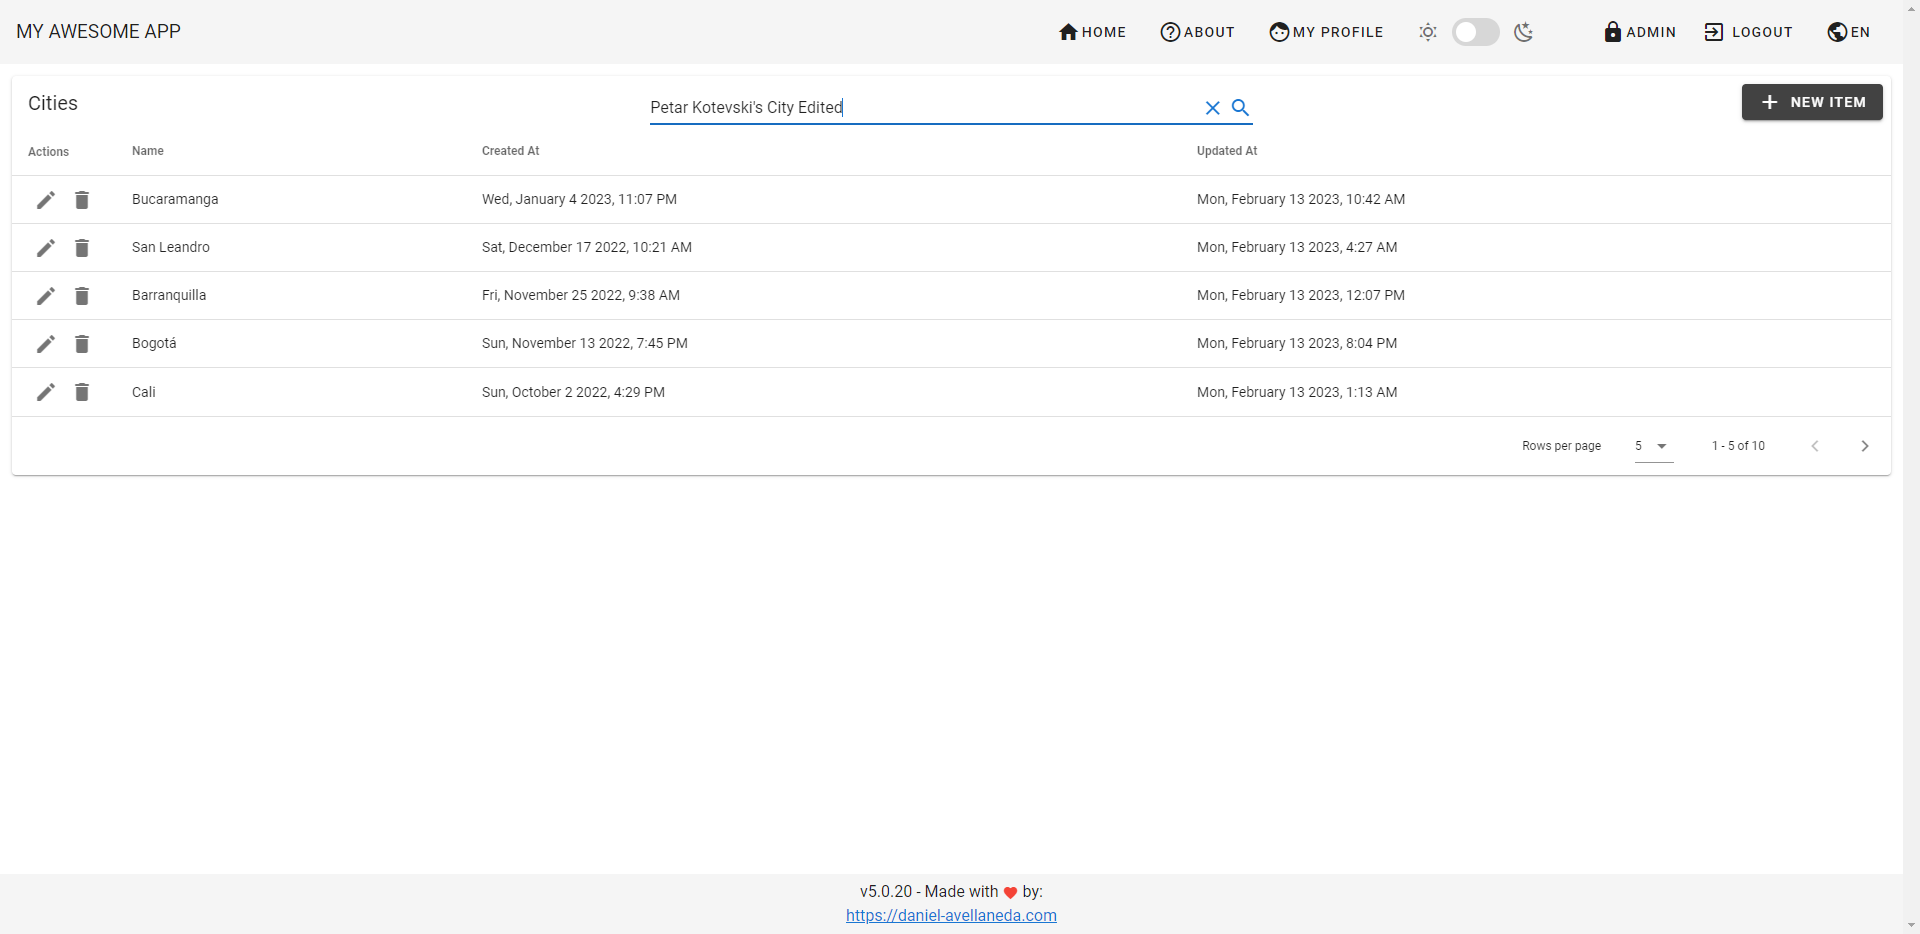 MY AWESOME APP
HOME ABOUT MY PROFILE ADMIN LOGOUT EN
Cities Petar Kotevski's City Edited NEW ITEM
Actions Name Created At Updated At
Bucaramanga Wed, January 4 2023, 11:07 PM Mon, February 13 2023, 10:42 AM
San Leandro Sat, December 17 2022, 10:21 AM Mon, February 13 2023, 4:27 AM
Barranquilla Fri, November 25 2022, 9:38 AM Mon, February 13 2023, 12:07 PM
Bogotá Sun, November 13 2022, 7:45 PM Mon, February 13 2023, 8:04 PM
Cali Sun, October 2 2022, 4:29 PM Mon, February 13 2023, 1:13 AM
Rows per page 5 1 - 5 of 10
v5.0.20 - Made with ❤ by:
https://daniel-avellaneda.com